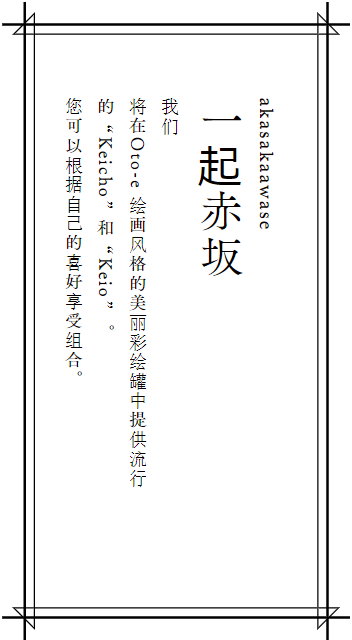 akasakaawase
一起赤坂
我们
将在Oto-e 绘画风格的美丽彩绘罐中提供流行
的“Keicho”和“Keio”。
您可以根据自己的喜好享受组合。